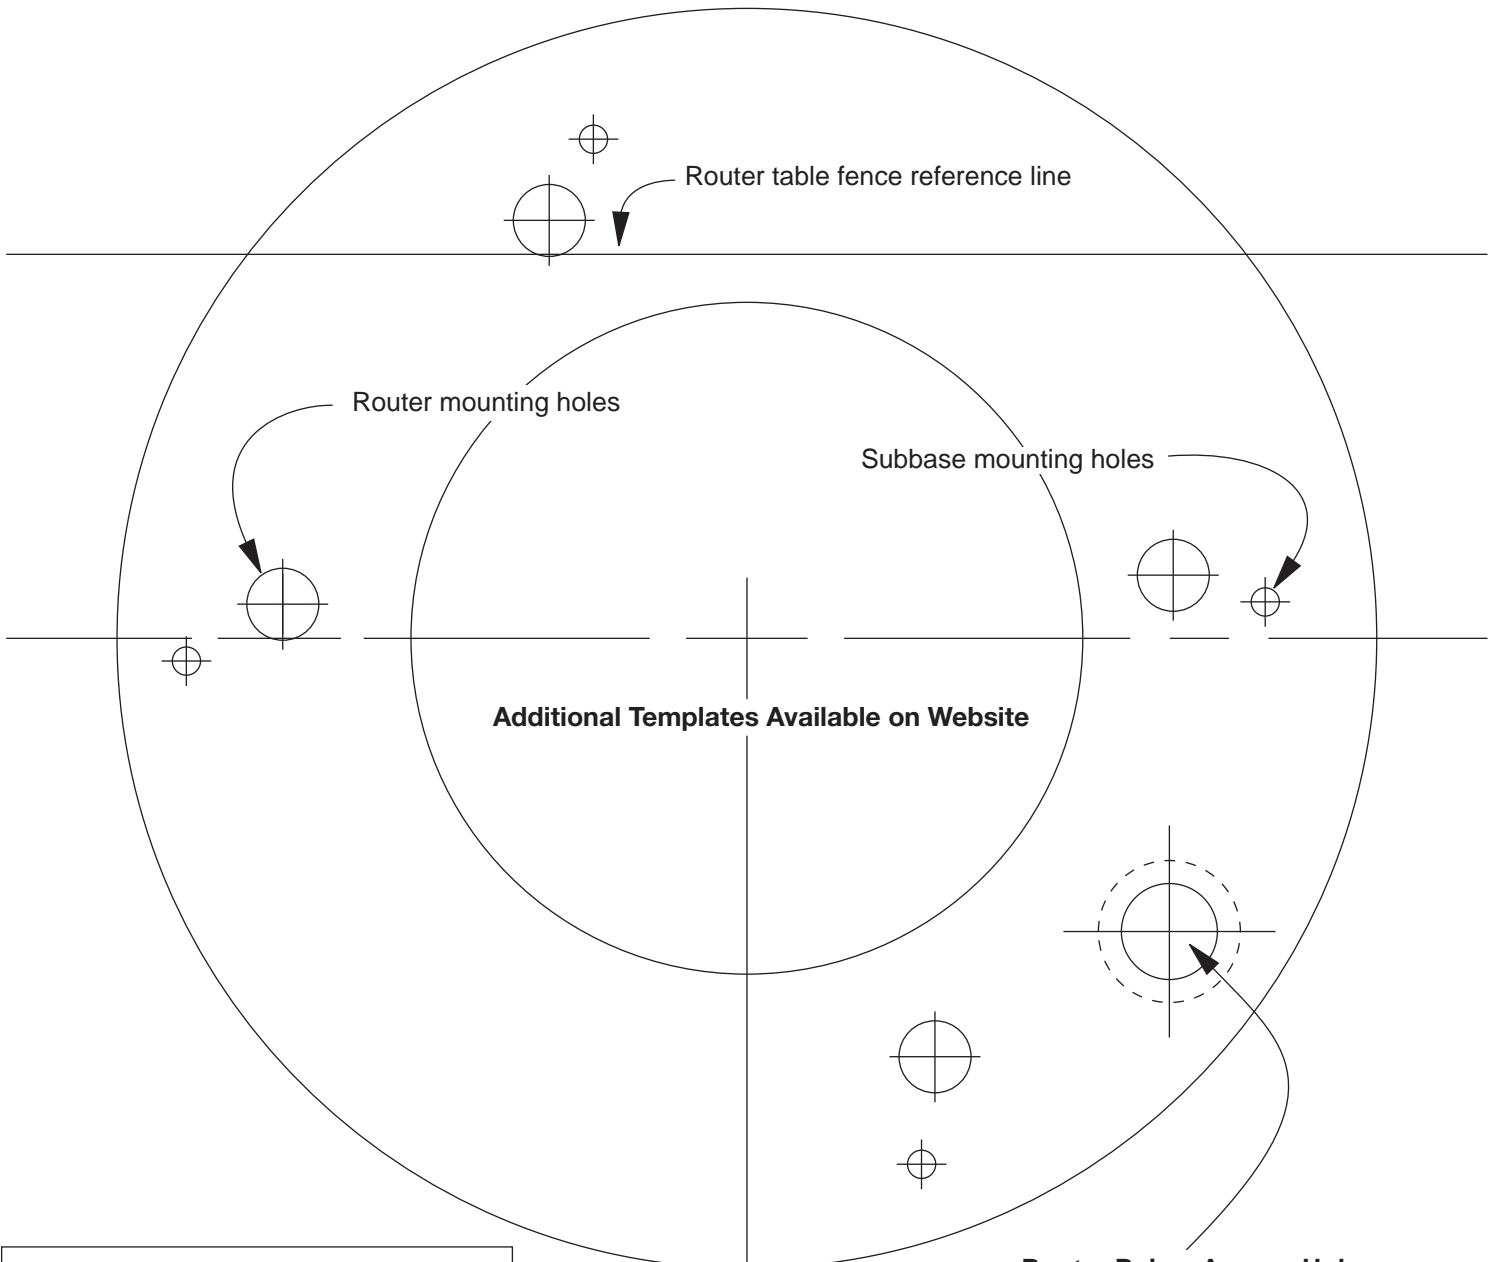 Router table fence reference line
Router mounting holes
Subbase mounting holes
Additional Templates Available on Website